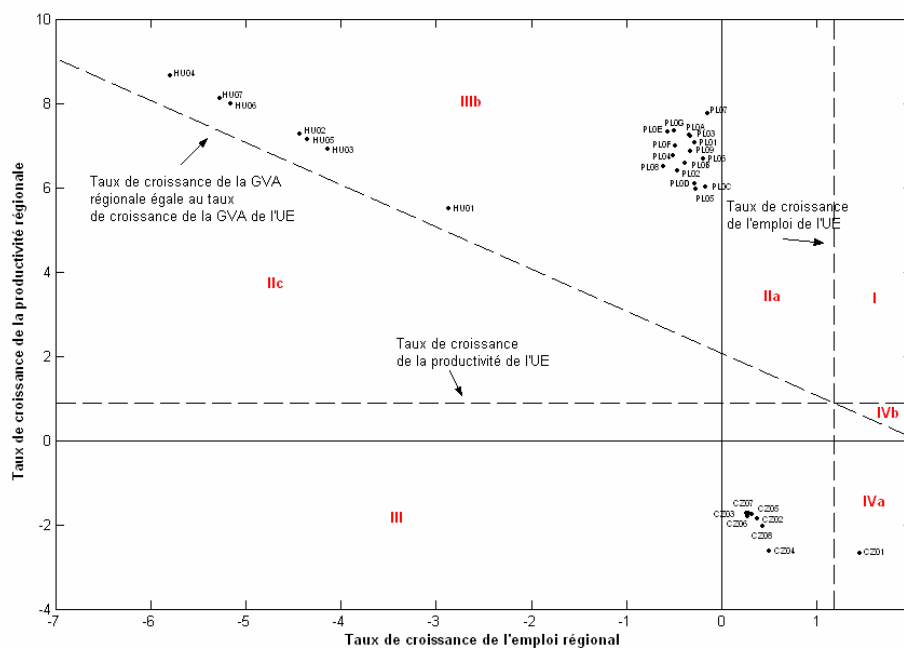 10
8
6
4
2
0
-2
-4
-7
-6
-5
-4
-3
-2
-1
0
1
Taux de croissance de la productivité régionale
Taux de croissance de l'emploi régional
HU04
HU07
HU06
HU02
HU05
HU03
HU01
IIIb
PL07
PL0G
PL0A
PL0E
PL03
PL0F
PL01
PL04
PL09
PL06
PL08
PL0B
PL02
PL0D
PL0C
PL05
Taux de croissance de la GVA
régionale égale au taux
de croissance de la GVA de l'UE
Taux de croissance
de l'emploi de l'UE
IIc
IIa
I
Taux de croissance
de la productivité de l'UE
IVb
IVa
III
CZ07
CZ05
CZ03
CZ02
CZ06
CZ08
CZ04
CZ01